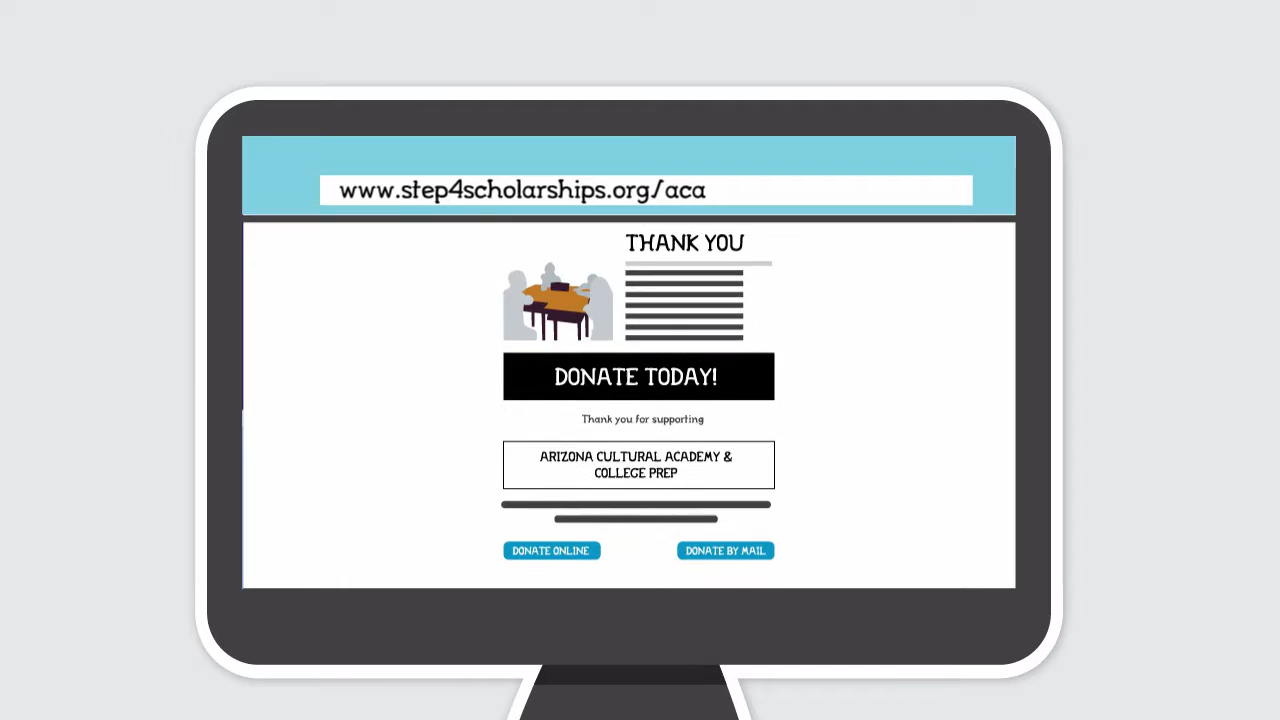 www.step4scholarships.org/aca
THANK YOU
DONATE TODAY!
Thank you for supporting
ARIZONA CULTURAL ACADEMY &
COLLEGE PREP
DONATE ONLINE
DONATE BY MAIL